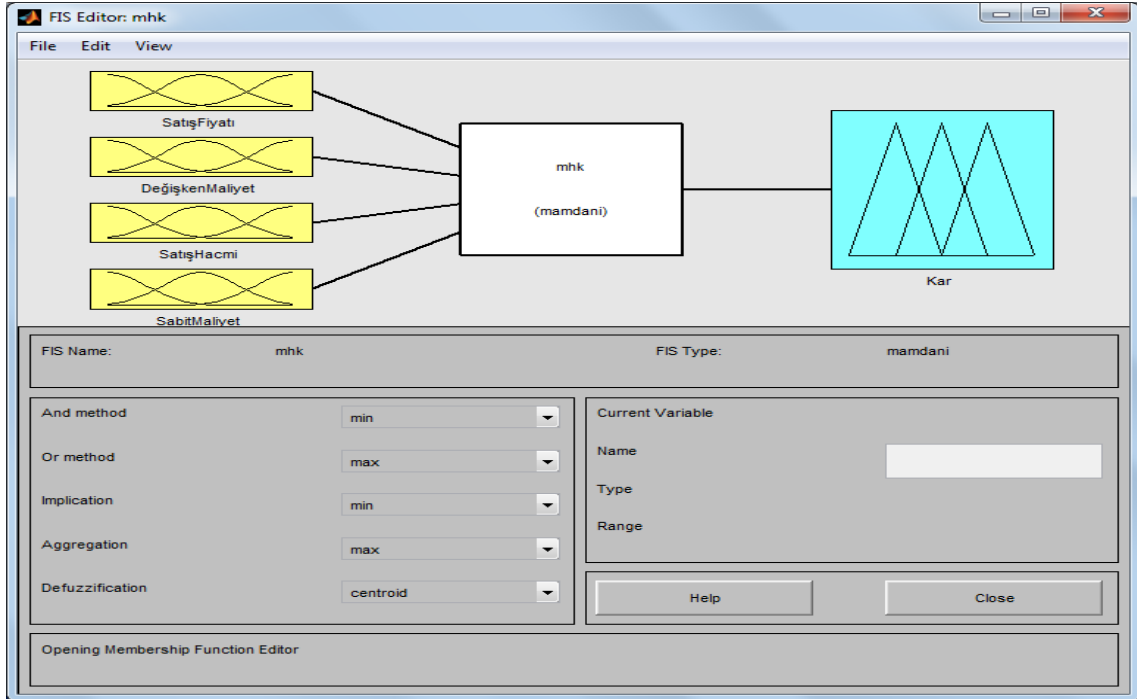 FIS Editor: mhk
File Edit View
SatışFiyatı
DeğişkenMaliyet
SatışHacmi
SabitMaliyet
mhk
(mamdani)
Kar
FIS Name: mhk FIS Type: mamdani
And method min
Or method max
Implication min
Aggregation max
Defuzzification centroid
Current Variable
Name
Type
Range
Help Close
Opening Membership Function Editor